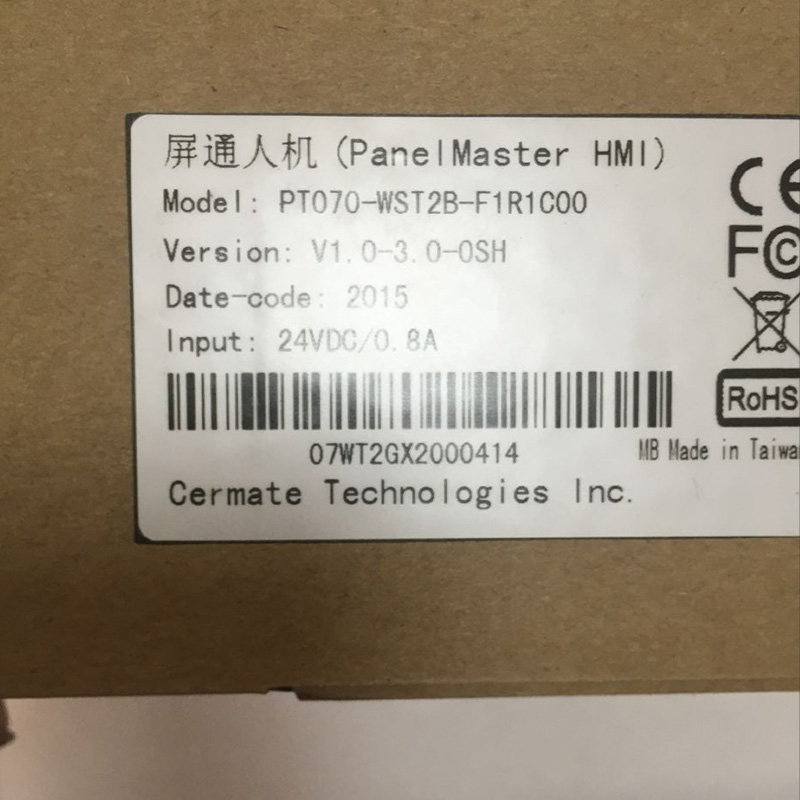 屏通人机 (PanelMaster HMI)
Model: PT070-WST2B-F1R1C00
Version: V1.0-3.0-0SH
Date-code: 2015
Input: 24VDC/0.8A
07WT2GX2000414
MB Made in Taiwa
Cermate Technologies Inc.
CE
FC
RoHS